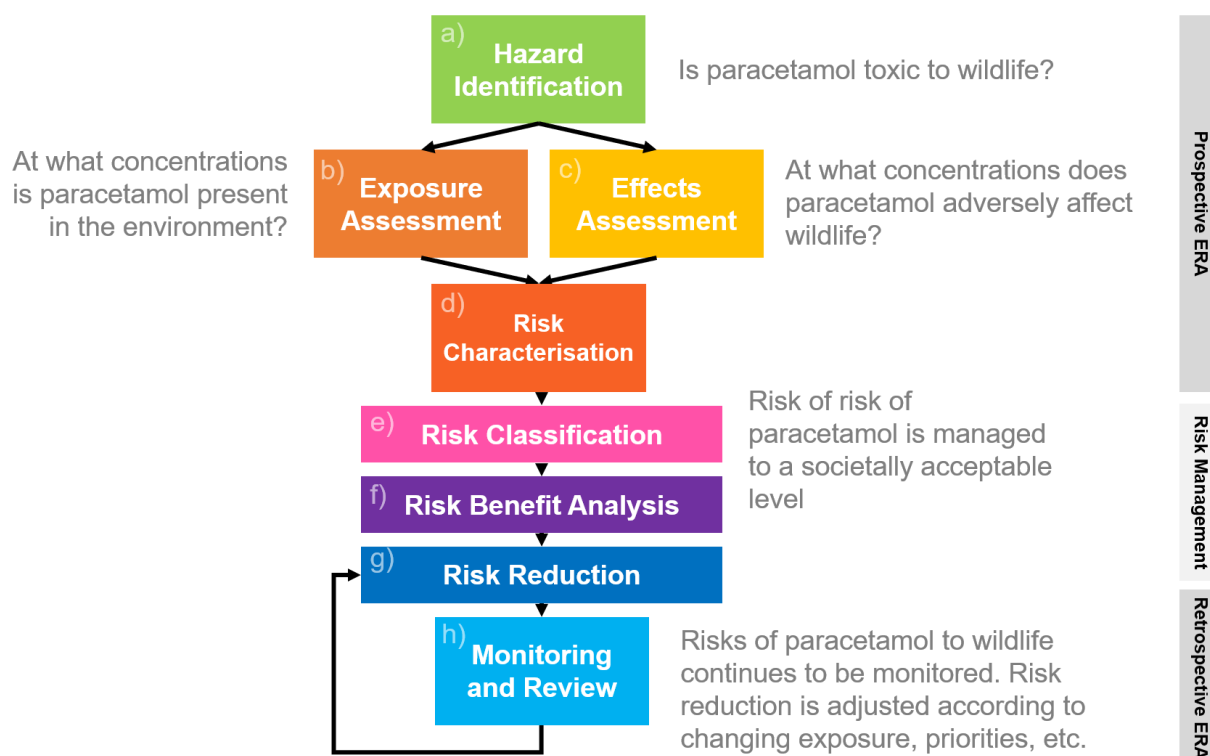 a)
Hazard
Identification
Is paracetamol toxic to wildlife?
At what concentrations
is paracetamol present
in the environment?
b)
Exposure
Assessment
c)
Effects
Assessment
At what concentrations does
paracetamol adversely affect
wildlife?
d)
Risk
Characterisation
Prospective ERA
e)
Risk Classification
f)
Risk Benefit Analysis
g)
Risk Reduction
Risk of risk of
paracetamol is managed
to a societally acceptable
level
Risk Management
h)
Monitoring
and Review
Risks of paracetamol to wildlife
continues to be monitored. Risk
reduction is adjusted according to
changing exposure, priorities, etc.
Retrospective ERA